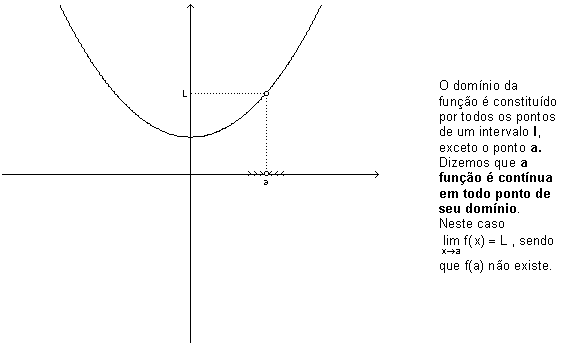 L
a
O domínio da
função é constituído
por todos os pontos
de um intervalo I,
exceto o ponto a.
Dizemos que a
função é contínua
em todo ponto de
seu domínio.
Neste caso
lim f(x) = L , sendo
x→a
que f(a) não existe.